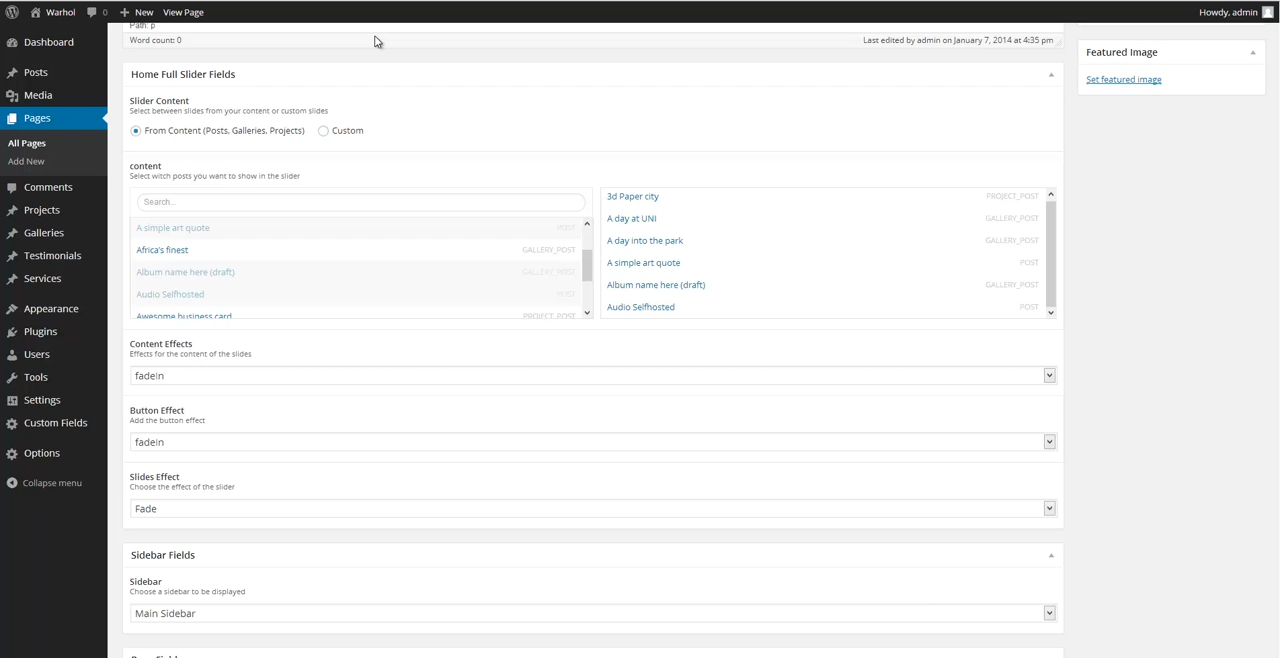 Warhol 0 New View Page Howdy, admin
Dashboard
Posts
Media
Pages
All Pages
Add New
Comments
Projects
Galleries
Testimonials
Services
Appearance
Plugins
Users
Tools
Settings
Custom Fields
Options
Collapse menu
Path: p
Word count: 0 Last edited by admin on January 7, 2014 at 4:35 pm
Home Full Slider Fields
Slider Content
Select between slides from your content or custom slides
From Content (Posts, Galleries, Projects) Custom
content
Select witch posts you want to show in the slider
Search...
A simple art quote POST
Africa's finest GALLERY_POST
Album name here (draft) GALLERY_POST
Audio Selfhosted POST
Awesome business card PROJECT_POST
3d Paper city PROJECT_POST
A day at UNI GALLERY_POST
A day into the park GALLERY_POST
A simple art quote POST
Album name here (draft) GALLERY_POST
Audio Selfhosted POST
Content Effects
Effects for the content of the slides
fadeIn
Button Effect
Add the button effect
fadeIn
Slides Effect
Choose the effect of the slider
Fade
Sidebar Fields
Sidebar
Choose a sidebar to be displayed
Main Sidebar
Featured Image
Set featured image